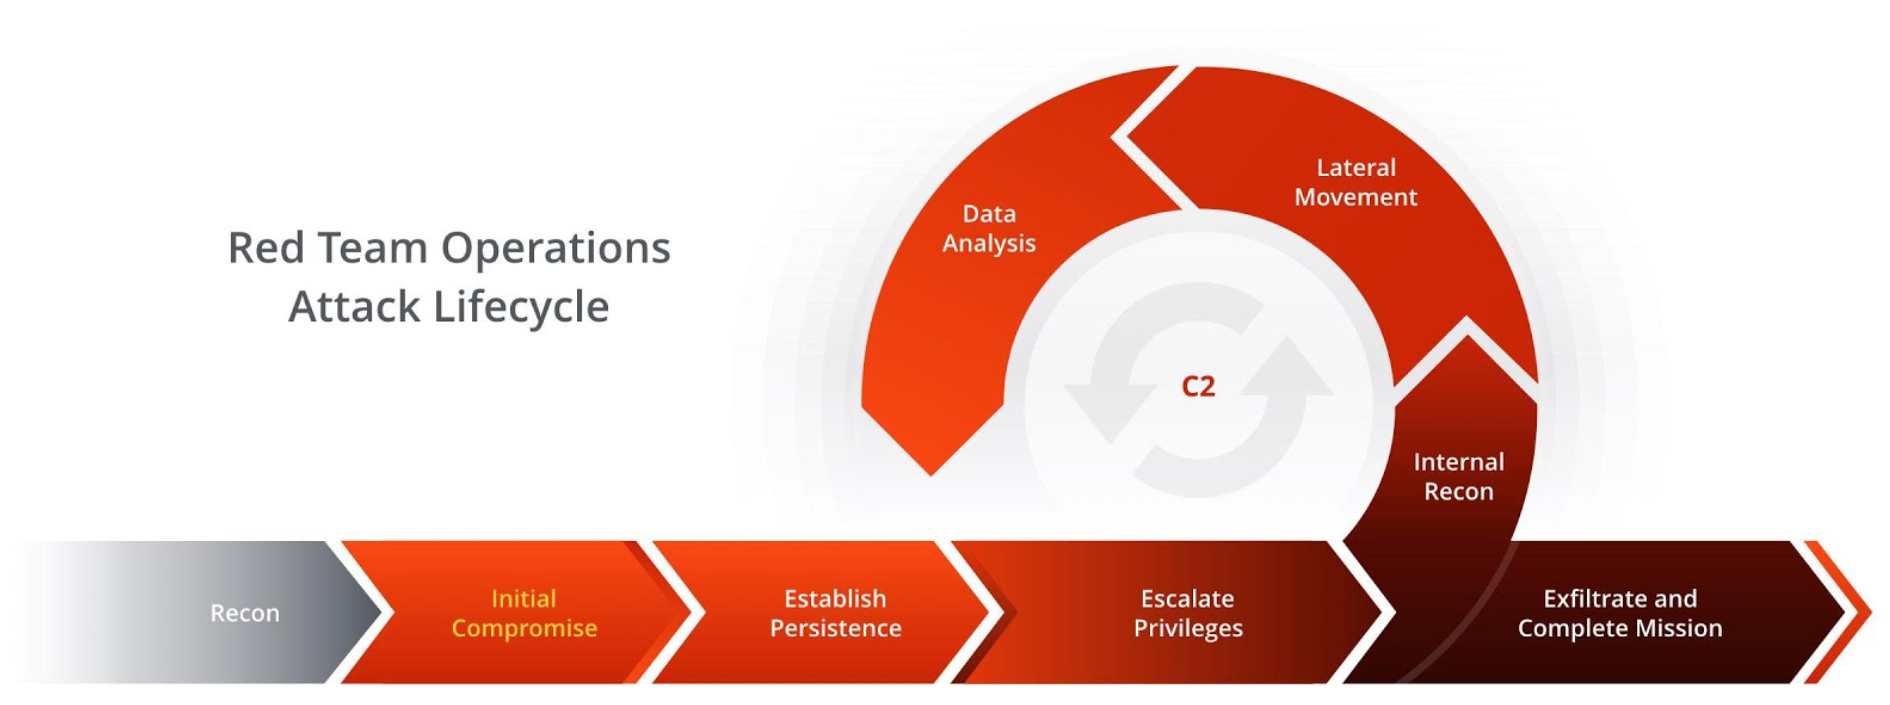 Red Team Operations
Attack Lifecycle
Data
Analysis
Lateral
Movement
C2
Internal
Recon
Recon
Initial
Compromise
Establish
Persistence
Escalate
Privileges
Exfiltrate and
Complete Mission